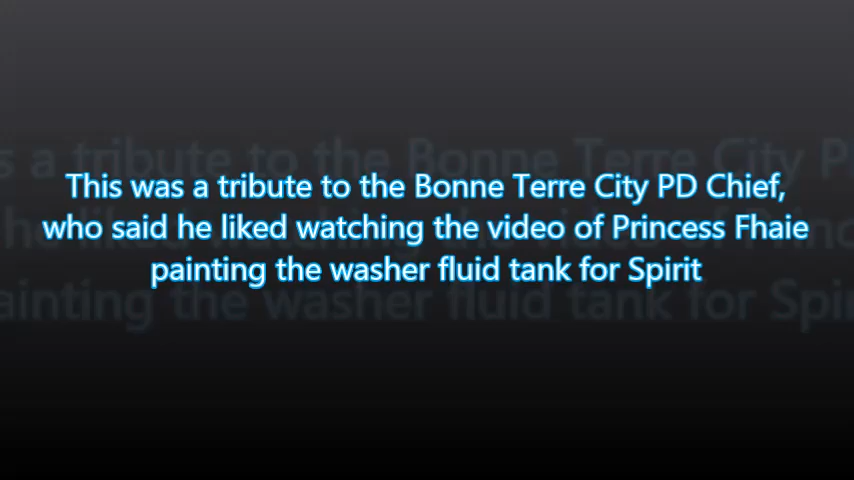 This was a tribute to the Bonne Terre City PD Chief,
who said he liked watching the video of Princess Fhaie
painting the washer fluid tank for Spirit